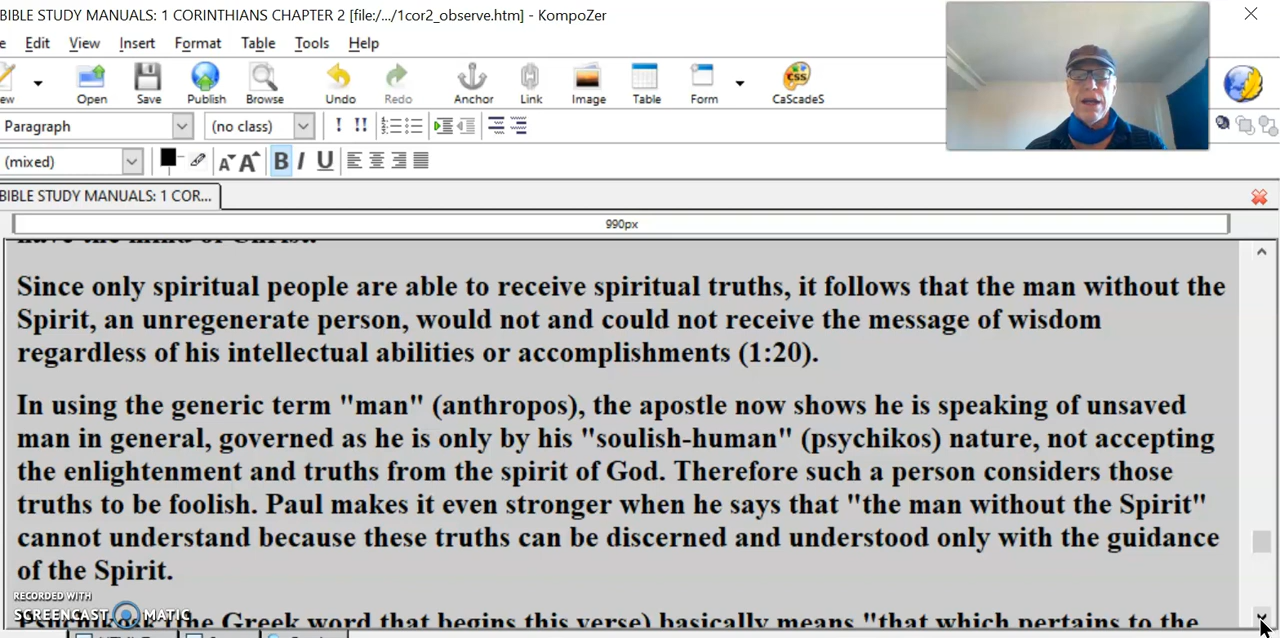 BIBLE STUDY MANUALS: 1 CORINTHIANS CHAPTER 2 [file:/.../1cor2_observe.htm] - KompoZer
Edit View Insert Format Table Tools Help
Open Save Publish Browse Undo Redo Anchor Link Image Table Form CaScadeS
Paragraph (no class) ! !!
(mixed) B I U
BIBLE STUDY MANUALS: 1 COR...
990px
have the mind of Christ.
Since only spiritual people are able to receive spiritual truths, it follows that the man without the
Spirit, an unregenerate person, would not and could not receive the message of wisdom
regardless of his intellectual abilities or accomplishments (1:20).
In using the generic term "man" (anthropos), the apostle now shows he is speaking of unsaved
man in general, governed as he is only by his "soulish-human" (psychikos) nature, not accepting
the enlightenment and truths from the spirit of God. Therefore such a person considers those
truths to be foolish. Paul makes it even stronger when he says that "the man without the Spirit"
cannot understand because these truths can be discerned and understood only with the guidance
of the Spirit.
RECORDED WITH
SCREENCAST MATIC
(the Greek word that begins this verse) basically means "that which pertains to the